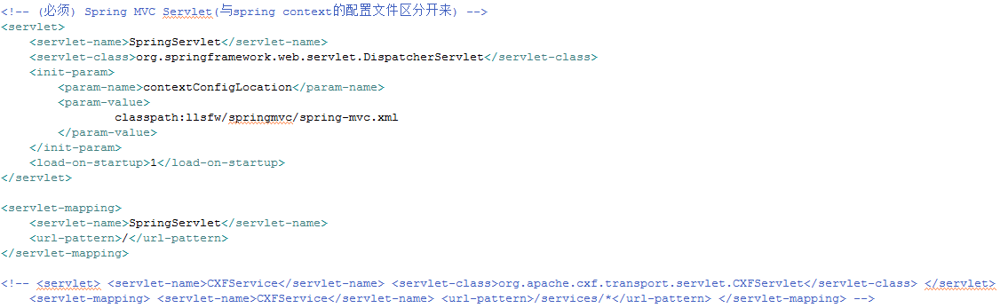 <!-- (必须) Spring MVC Servlet(与spring context的配置文件区分开来) -->
<servlet>
    <servlet-name>SpringServlet</servlet-name>
    <servlet-class>org.springframework.web.servlet.DispatcherServlet</servlet-class>
    <init-param>
        <param-name>contextConfigLocation</param-name>
        <param-value>
                classpath:llsfw/springmvc/spring-mvc.xml
        </param-value>
    </init-param>
    <load-on-startup>1</load-on-startup>
</servlet>

<servlet-mapping>
    <servlet-name>SpringServlet</servlet-name>
    <url-pattern>/</url-pattern>
</servlet-mapping>

<!-- <servlet> <servlet-name>CXFService</servlet-name> <servlet-class>org.apache.cxf.transport.servlet.CXFServlet</servlet-class> </servlet>
    <servlet-mapping> <servlet-name>CXFService</servlet-name> <url-pattern>/services/*</url-pattern> </servlet-mapping> -->